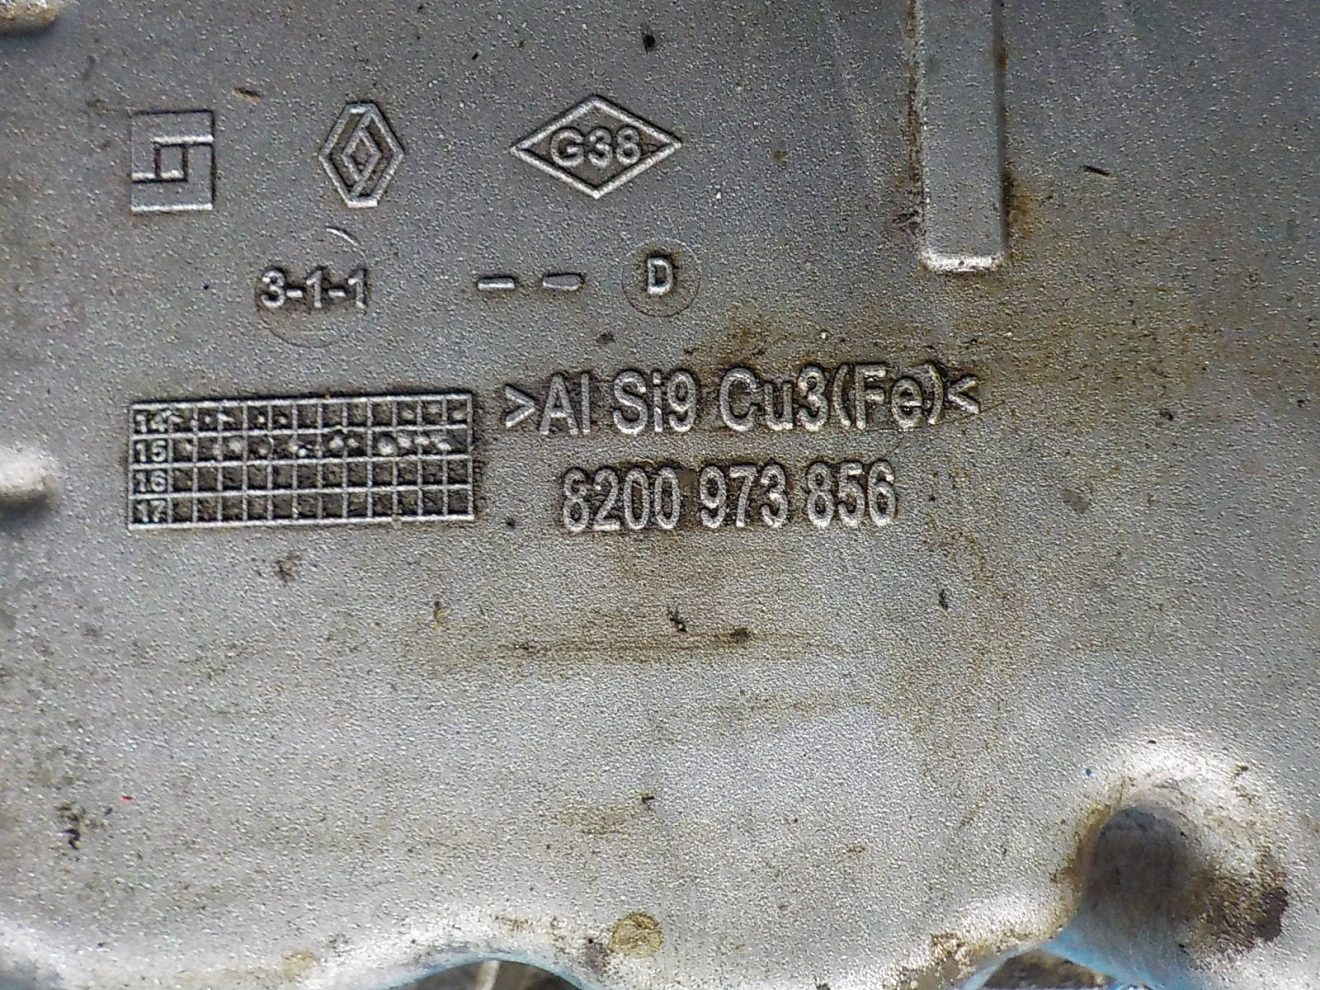 G38
3-1-1
D
>Al Si9 Cu3(Fe)<
8200 973 856
14
15
16
17